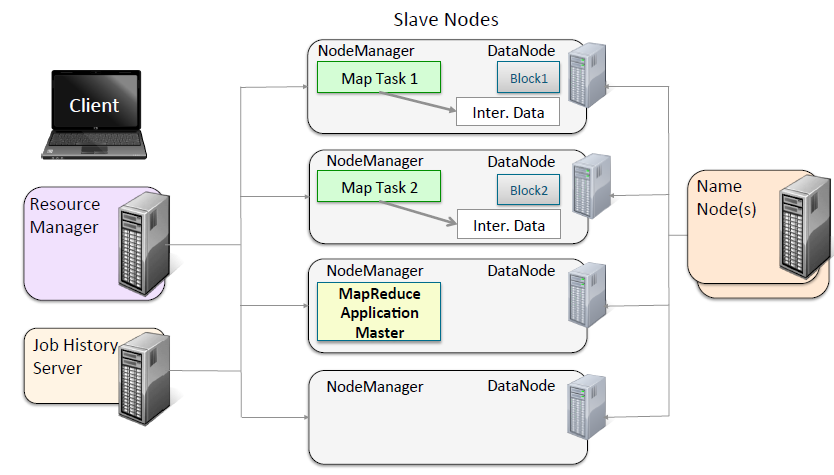 Slave Nodes
NodeManager
DataNode
Map Task 1
Block1
Inter. Data
Client
NodeManager
DataNode
Map Task 2
Block2
Inter. Data
Resource
Manager
Name
Node(s)
NodeManager
DataNode
MapReduce
Application
Master
Job History
Server
NodeManager
DataNode